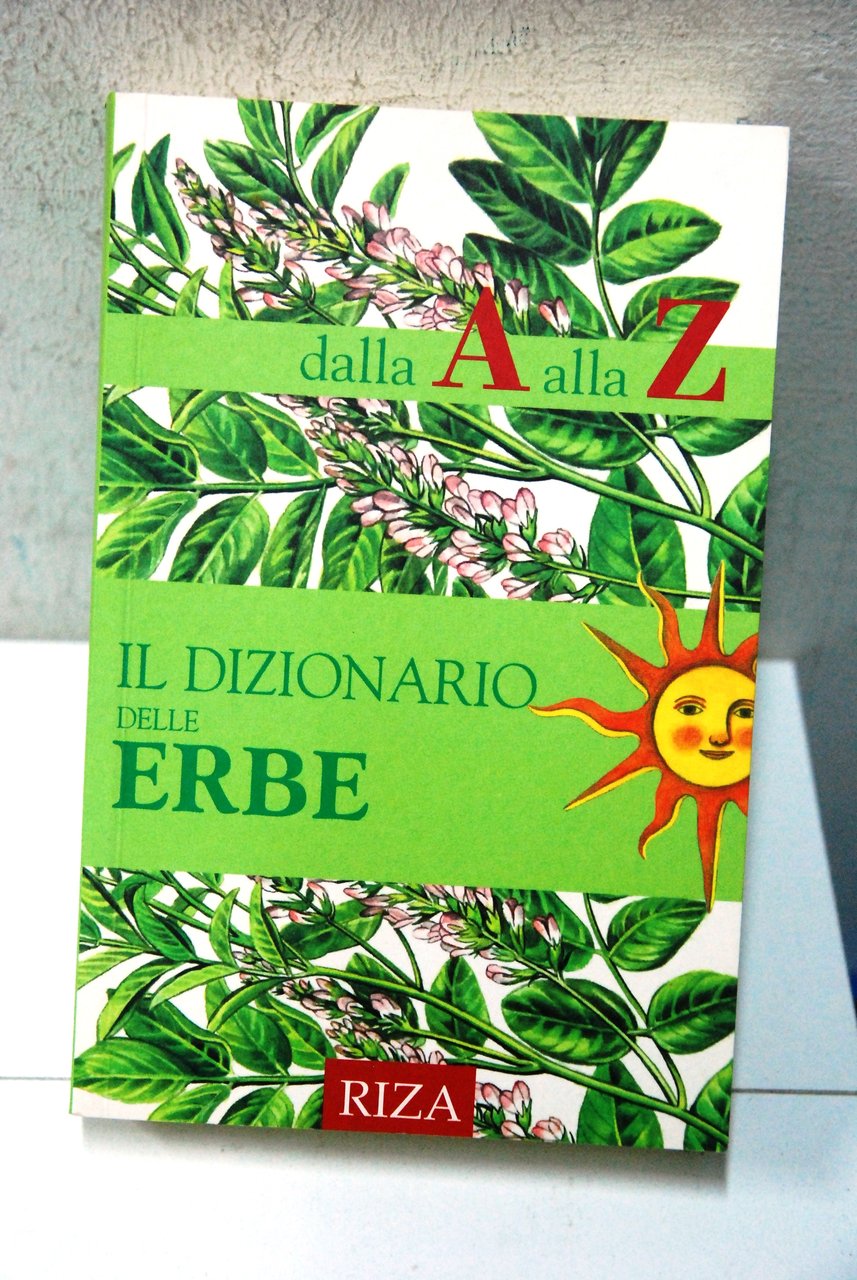 dalla A alla Z
IL DIZIONARIO
DELLE
ERBE
RIZA